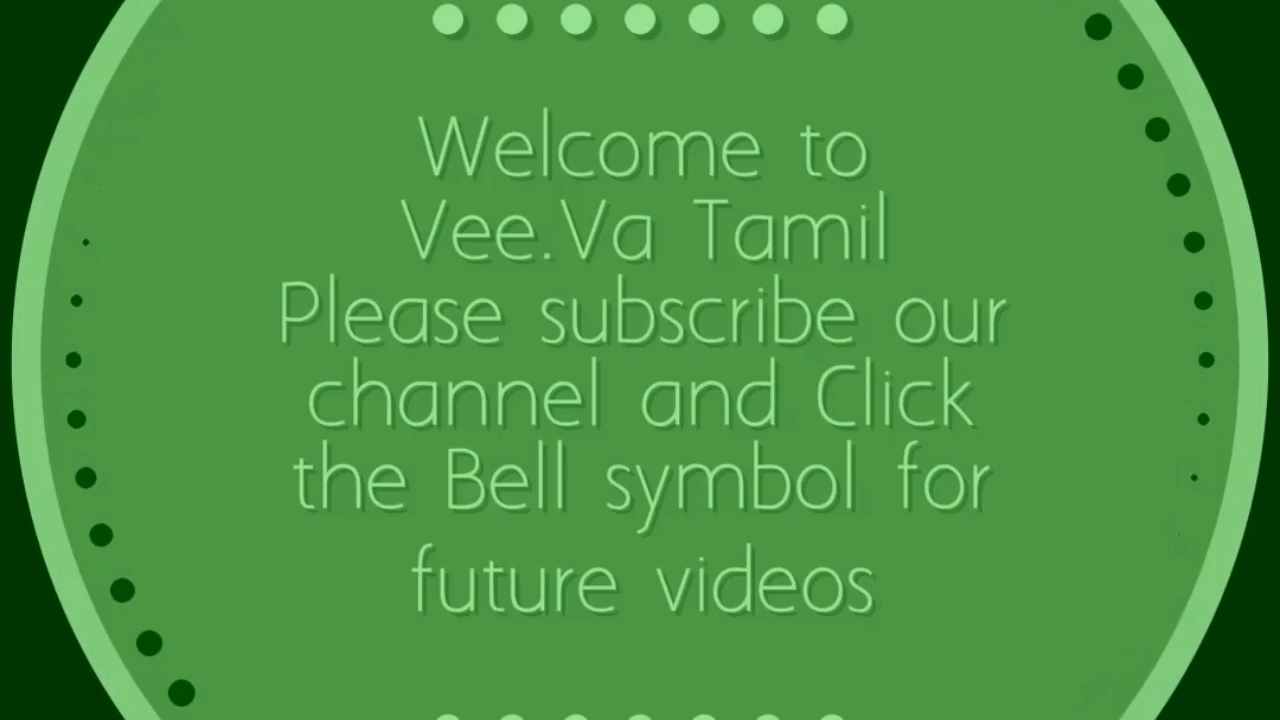 Welcome to
Vee.Va Tamil
Please subscribe our
channel and Click
the Bell symbol for
future videos